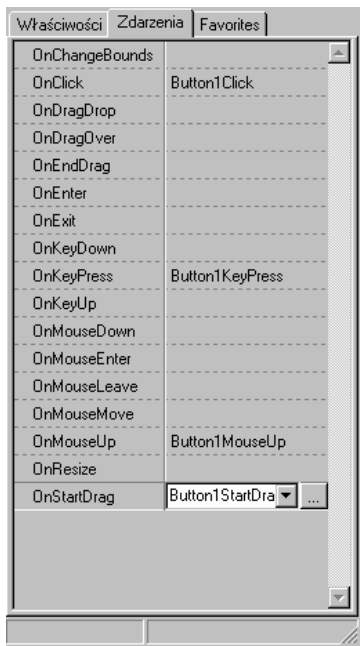 Właściwości Zdarzenia Favorites
OnChangeBounds
OnClick Button1Click
OnDragDrop
OnDragOver
OnEndDrag
OnEnter
OnExit
OnKeyDown
OnKeyPress Button1KeyPress
OnKeyUp
OnMouseDown
OnMouseEnter
OnMouseLeave
OnMouseMove
OnMouseUp Button1MouseUp
OnResize
OnStartDrag Button1StartDra ...